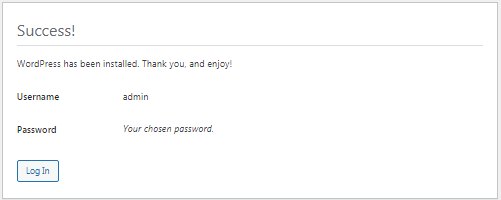 Success!
WordPress has been installed. Thank you, and enjoy!
Username admin
Password Your chosen password.
Log In